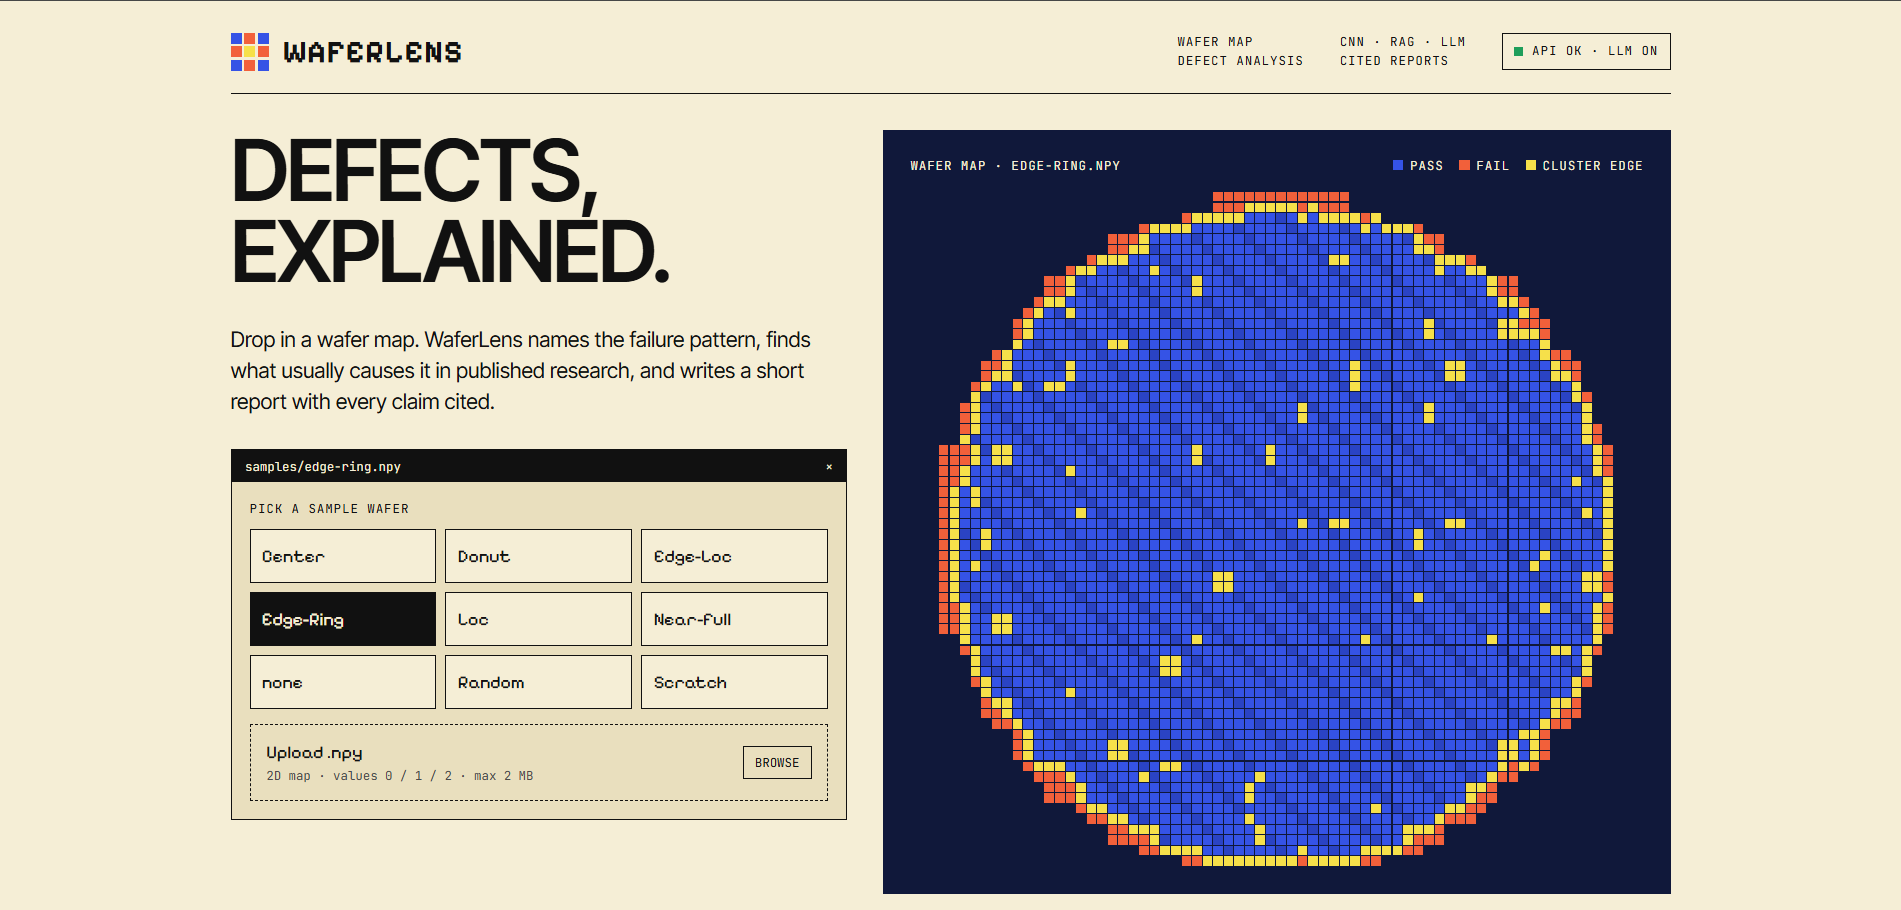 WAFERLENS
WAFER MAP
DEFECT ANALYSIS
CNN · RAG · LLM
CITED REPORTS
API OK · LLM ON
DEFECTS,
EXPLAINED.
Drop in a wafer map. WaferLens names the failure pattern, finds
what usually causes it in published research, and writes a short
report with every claim cited.
samples/edge-ring.npy ×
PICK A SAMPLE WAFER
Center
Donut
Edge-Loc
Edge-Ring
Loc
Near-Full
none
Random
Scratch
Upload .npy
2D map · values 0 / 1 / 2 · max 2 MB
BROWSE
WAFER MAP · EDGE-RING.NPY
PASS
FAIL
CLUSTER EDGE